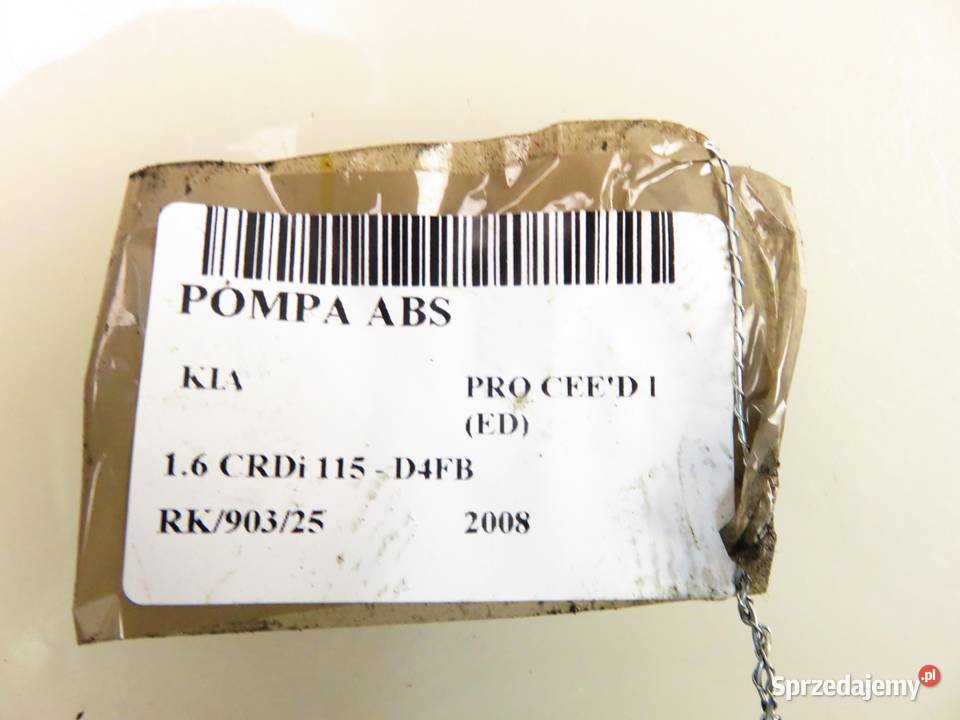 POMPA ABS
KIA
PRO CEE'D I
(ED)
1.6 CRDi 115 - D4FB
RK/903/25
2008
Sprzedajemy.pl